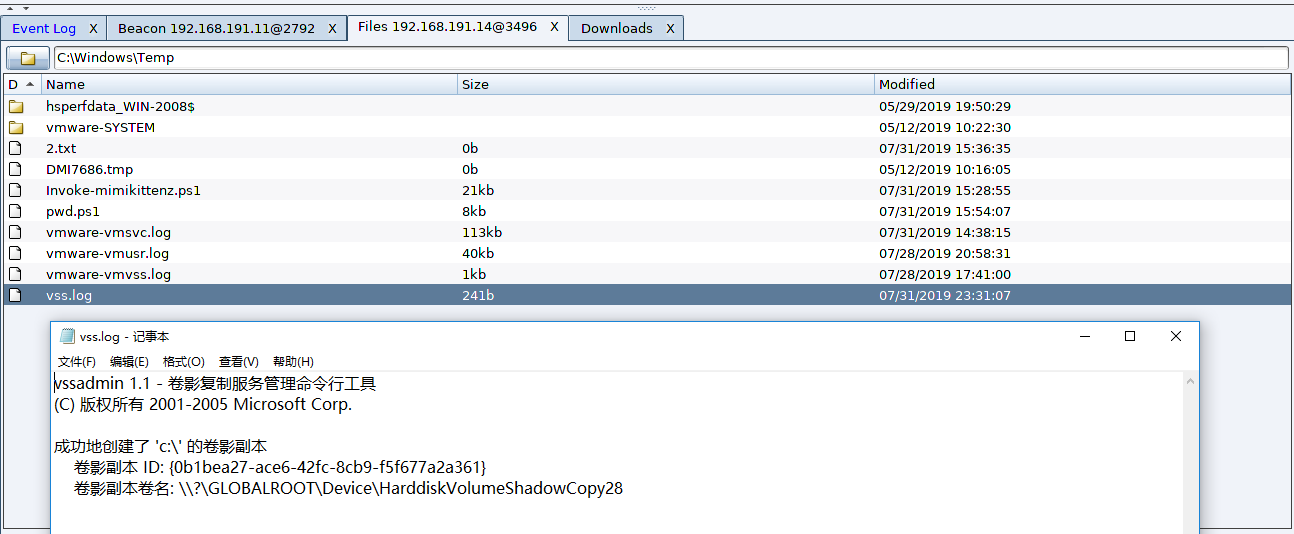 Event Log X Beacon 192.168.191.11@2792 X Files 192.168.191.14@3496 X Downloads X
C:\Windows\Temp
D Name Size Modified
hsperfdata_WIN-2008$ 05/29/2019 19:50:29
vmware-SYSTEM 05/12/2019 10:22:30
2.txt 0b 07/31/2019 15:36:35
DMI7686.tmp 0b 05/12/2019 10:16:05
Invoke-mimikittenz.ps1 21kb 07/31/2019 15:28:55
pwd.ps1 8kb 07/31/2019 15:54:07
vmware-vmsvc.log 113kb 07/31/2019 14:38:15
vmware-vmusr.log 40kb 07/28/2019 20:58:31
vmware-vmvss.log 1kb 07/28/2019 17:41:00
vss.log 241b 07/31/2019 23:31:07
vss.log - 记事本
文件(F) 编辑(E) 格式(O) 查看(V) 帮助(H)
vssadmin 1.1 - 卷影复制服务管理命令行工具
(C) 版权所有 2001-2005 Microsoft Corp.
成功地创建了 'c:\' 的卷影副本
卷影副本 ID: {0b1bea27-ace6-42fc-8cb9-f5f677a2a361}
卷影副本卷名: \\?\GLOBALROOT\Device\HarddiskVolumeShadowCopy28